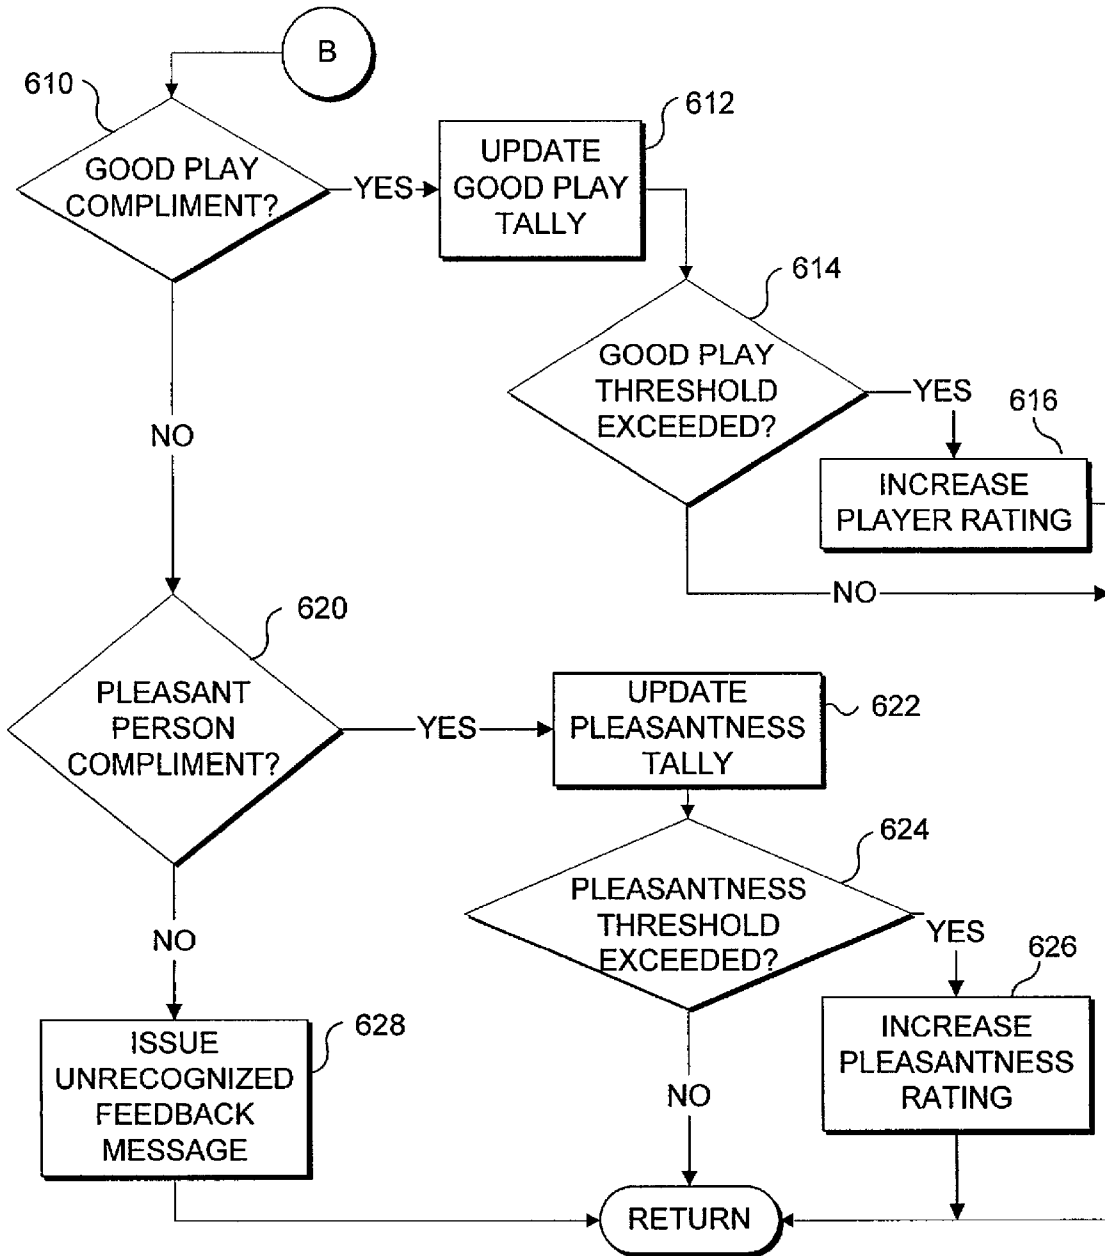 B
610
GOOD PLAY
COMPLIMENT?
YES
612
UPDATE
GOOD PLAY
TALLY
614
GOOD PLAY
THRESHOLD
EXCEEDED?
YES
616
INCREASE
PLAYER RATING
NO
NO
620
PLEASANT
PERSON
COMPLIMENT?
YES
622
UPDATE
PLEASANTNESS
TALLY
624
PLEASANTNESS
THRESHOLD
EXCEEDED?
YES
626
INCREASE
PLEASANTNESS
RATING
NO
NO
628
ISSUE
UNRECOGNIZED
FEEDBACK
MESSAGE
RETURN